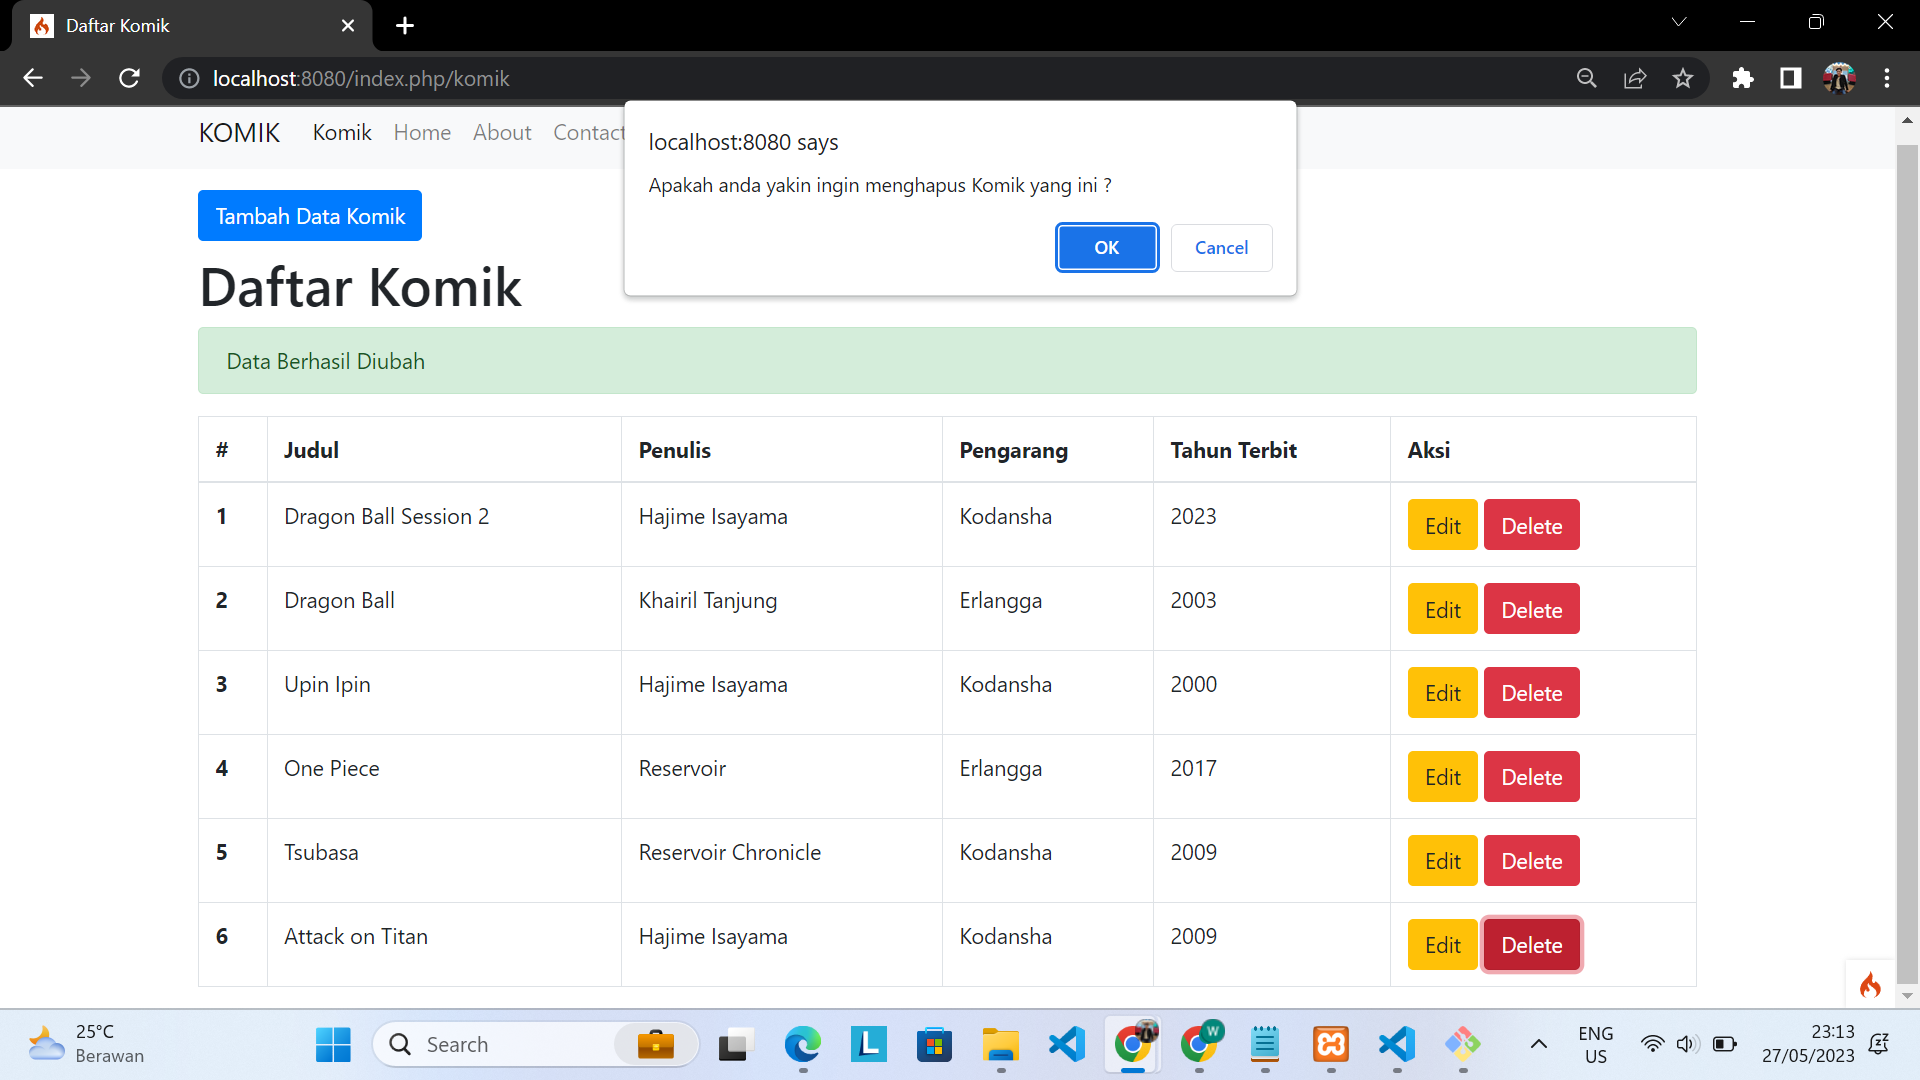 Daftar Komik
localhost:8080/index.php/komik
KOMIK Komik Home About Contact
localhost:8080 says
Apakah anda yakin ingin menghapus Komik yang ini ?
OK Cancel
Tambah Data Komik
Daftar Komik
Data Berhasil Diubah
# Judul Penulis Pengarang Tahun Terbit Aksi
1 Dragon Ball Session 2 Hajime Isayama Kodansha 2023 Edit Delete
2 Dragon Ball Khairil Tanjung Erlangga 2003 Edit Delete
3 Upin Ipin Hajime Isayama Kodansha 2000 Edit Delete
4 One Piece Reservoir Erlangga 2017 Edit Delete
5 Tsubasa Reservoir Chronicle Kodansha 2009 Edit Delete
6 Attack on Titan Hajime Isayama Kodansha 2009 Edit Delete
25°C
Berawan
Search
L
W
ENG
US
23:13
27/05/2023